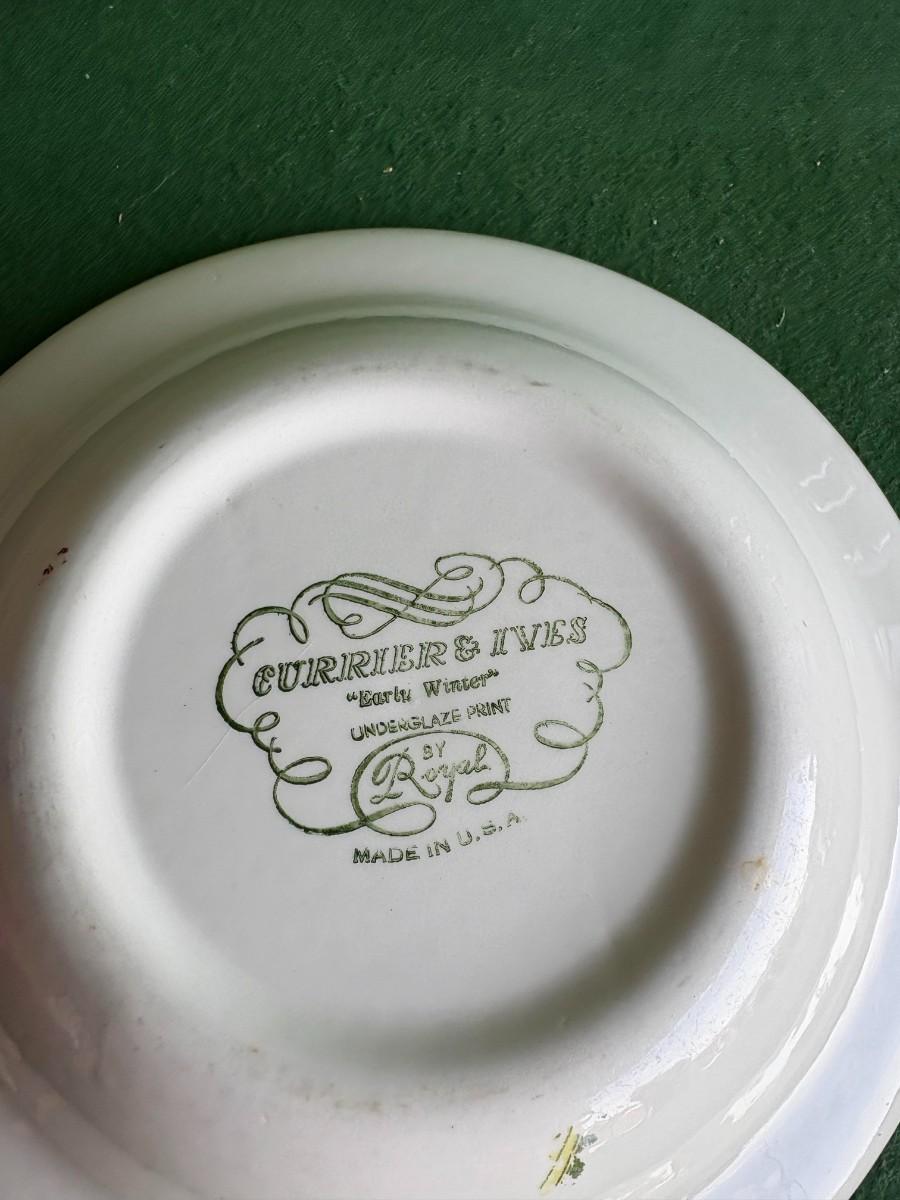 CURRIER & IVES
"Early Winter"
UNDERGLAZE PRINT
BY
Royal
MADE IN U.S.A.